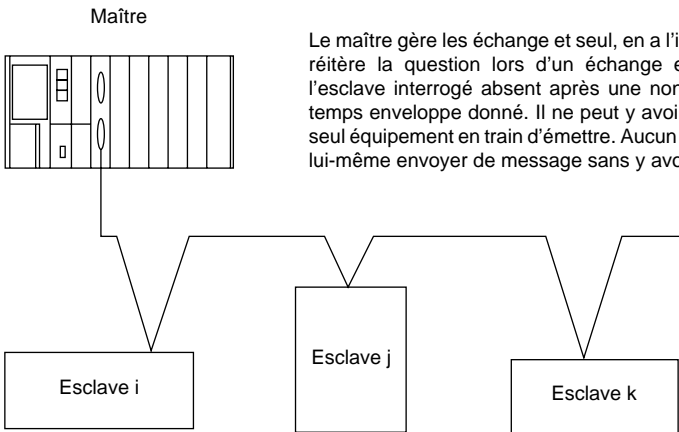 Maître
Le maître gère les échange et seul, en a l'i
réitère la question lors d'un échange e
l'esclave interrogé absent après une non
temps enveloppe donné. Il ne peut y avoi
seul équipement en train d'émettre. Aucun
lui-même envoyer de message sans y avo
Esclave i
Esclave j
Esclave k